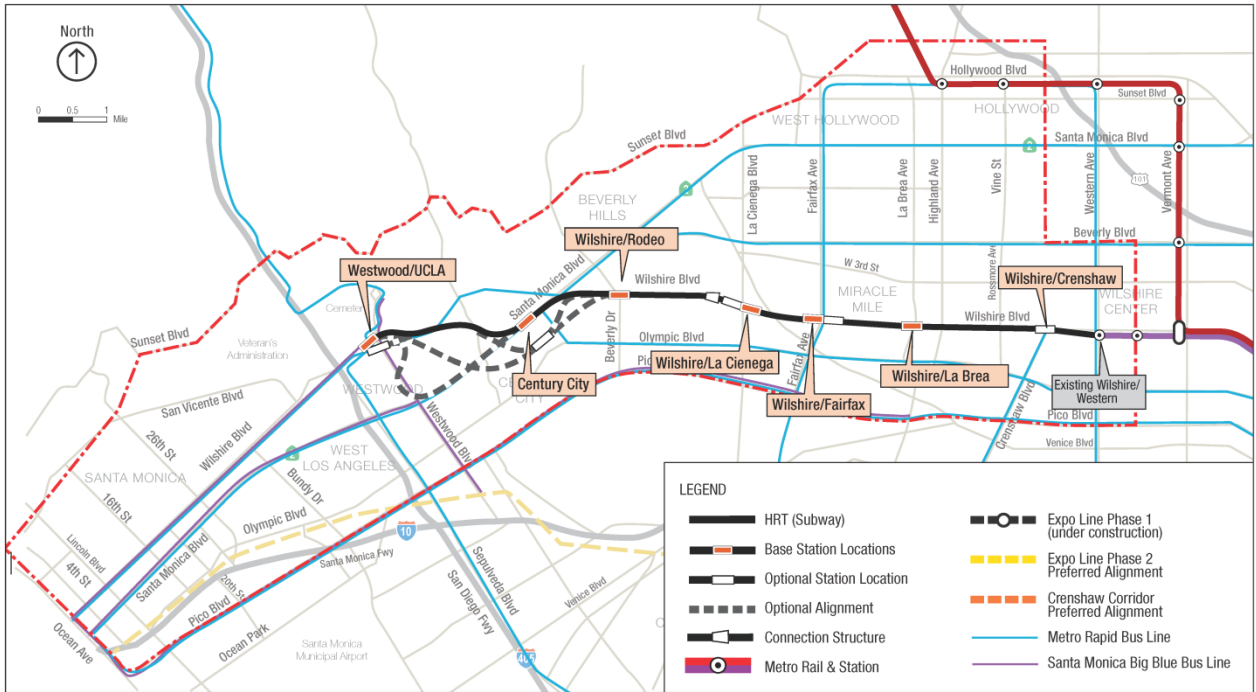 North
0 0.5 1
Mile
Hollywood Blvd
Sunset Blvd
HOLLYWOOD
WEST HOLLYWOOD
Santa Monica Blvd
2
Sunset Blvd
La Cienega Blvd
Fairfax Ave
La Brea Ave
Highland Ave
Vine St
Western Ave
Vermont Ave
101
2
BEVERLY
HILLS
Beverly Blvd
Wilshire/Rodeo
Westwood/UCLA
Santa Monica Blvd
Wilshire Blvd
W 3rd St
Rossmore Ave
Wilshire/Crenshaw
MIRACLE
MILE
WILSHIRE
CENTER
Wilshire Blvd
Cemetery
Sunset Blvd
Veteran's
Administration
Beverly Dr
Olympic Blvd
Wilshire/La Cienega
Fairfax Ave
Wilshire/La Brea
Existing Wilshire/
Western
Century City
CITY
Wilshire/Fairfax
WESTWOOD
Crenshaw Blvd
Pico Blvd
Venice Blvd
San Vicente Blvd
Wilshire Blvd
26th St
Westwood Blvd
2
WEST
LOS ANGELES
SANTA MONICA
Bundy Dr
16th St
Olympic Blvd
10
Santa Monica Fwy
Lincoln Blvd
4th St
Santa Monica Blvd
20th St
Pico Blvd
Sepulveda Blvd
San Diego Fwy
Venice Blvd
Ocean Ave
Ocean Park
Santa Monica
Municipal Airport
405
LEGEND
HRT (Subway)
Base Station Locations
Optional Station Location
Optional Alignment
Connection Structure
Metro Rail & Station
Expo Line Phase 1
(under construction)
Expo Line Phase 2
Preferred Alignment
Crenshaw Corridor
Preferred Alignment
Metro Rapid Bus Line
Santa Monica Big Blue Bus Line